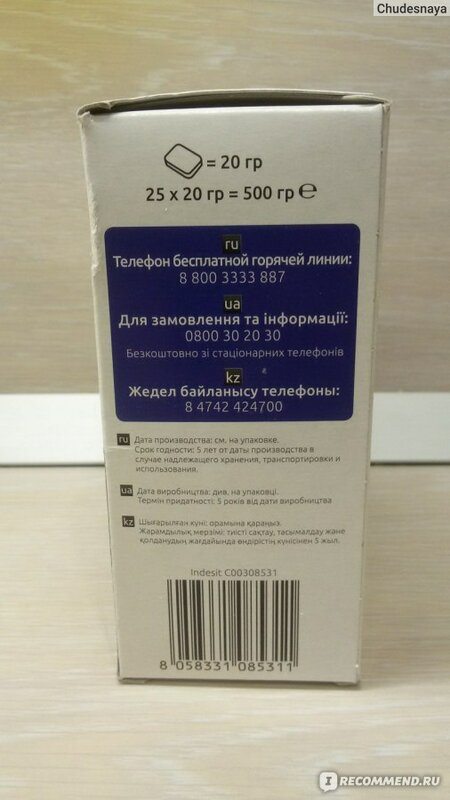 Chudesnaya
= 20 гр
25 x 20 гр = 500 гр ℮
ru
Телефон бесплатной горячей линии:
8 800 3333 887
ua
Для замовлення та інформації:
0800 30 20 30
Безкоштовно зі стаціонарних телефонів
kz
Жедел байланысу телефоны:
8 4742 424700
ru Дата производства: см. на упаковке.
Срок годности: 5 лет от даты производства в
случае надлежащего хранения, транспортировки и
использования.
ua Дата виробництва: див. на упаковці.
Термін придатності: 5 років від дати виробництва
kz Шығарылған күні: орамына қараңыз.
Жарамдылық мерзімі: тиісті сақтау, тасымалдау және
қолданудың жағдайында өндірістің күнісінен 5 жыл.
Indesit C00308531
8 058331 085311
IRECOMMEND.RU